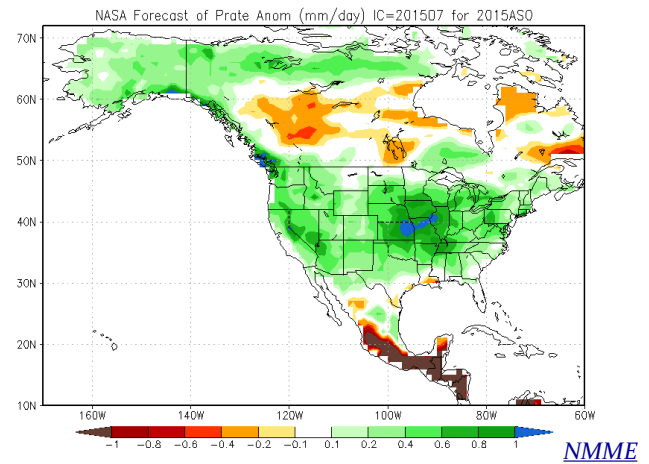 NASA Forecast of Prate Anom (mm/day) IC=201507 for 2015ASO
70N
60N
50N
40N
30N
20N
10N
160W 140W 120W 100W 80W 60W
-1 -0.8 -0.6 -0.4 -0.2 -0.1 0.1 0.2 0.4 0.6 0.8 1
NMME